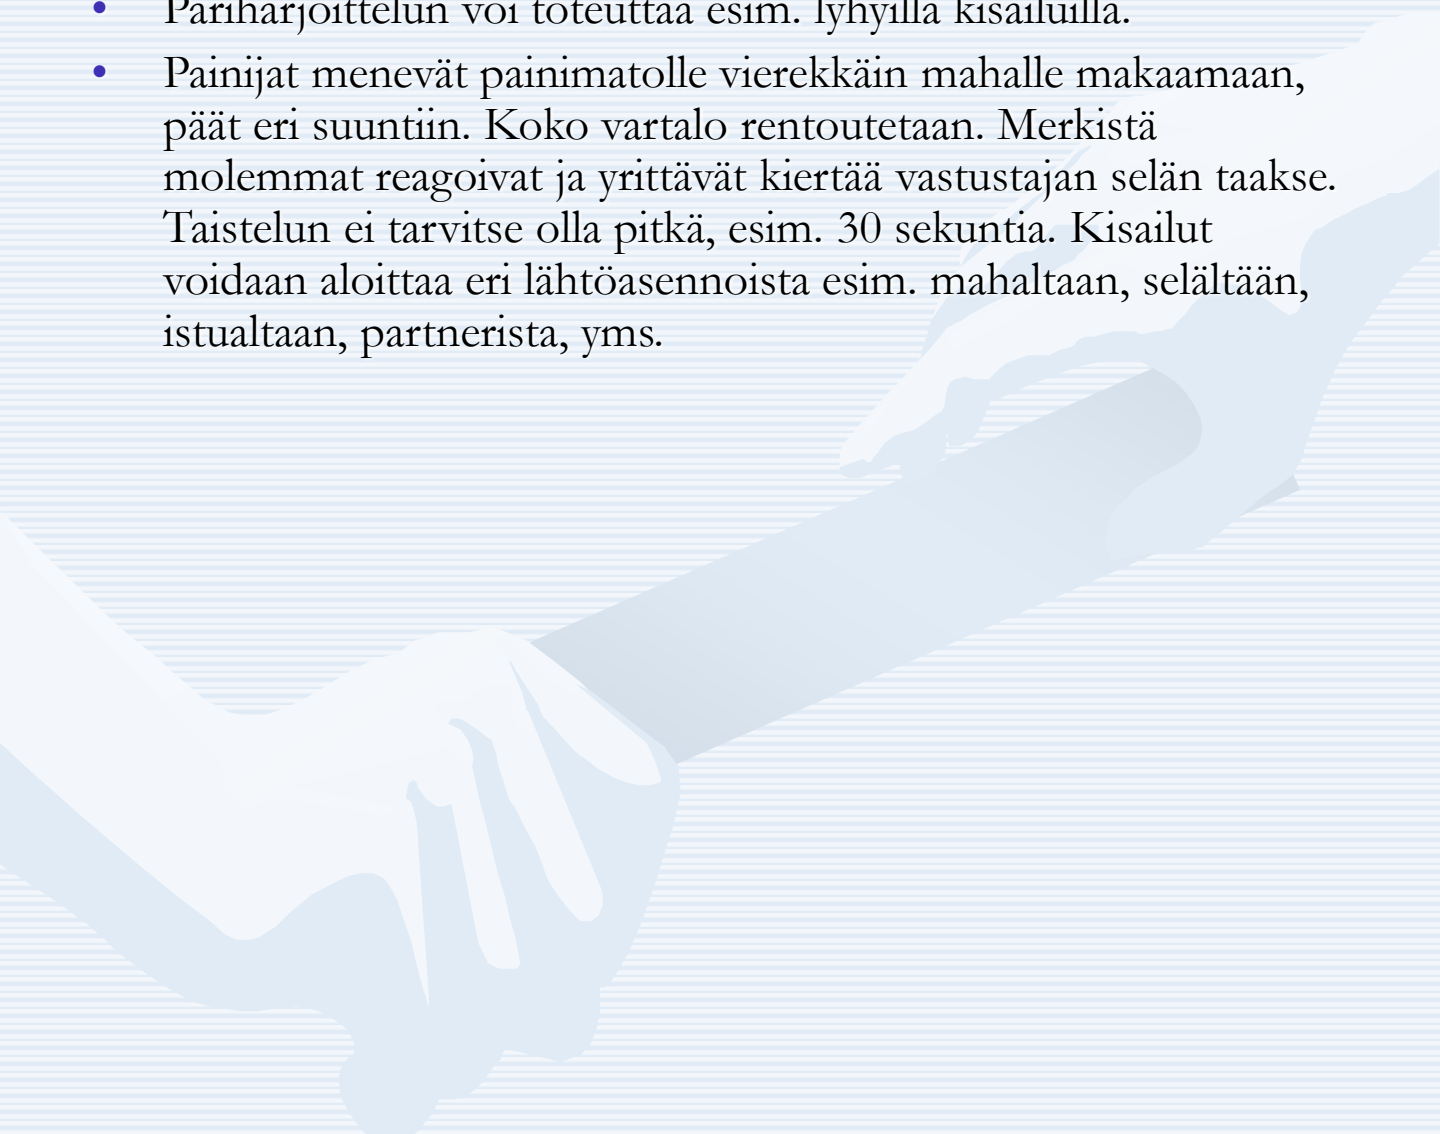 Pariharjoittelun voi toteuttaa esim. lyhyillä kisailuilla.
• Painijat menevät painimatolle vierekkäin mahalle makaamaan,
päät eri suuntiin. Koko vartalo rentoutetaan. Merkistä
molemmat reagoivat ja yrittävät kiertää vastustajan selän taakse.
Taistelun ei tarvitse olla pitkä, esim. 30 sekuntia. Kisailut
voidaan aloittaa eri lähtöasennoista esim. mahaltaan, selältään,
istualtaan, partnerista, yms.